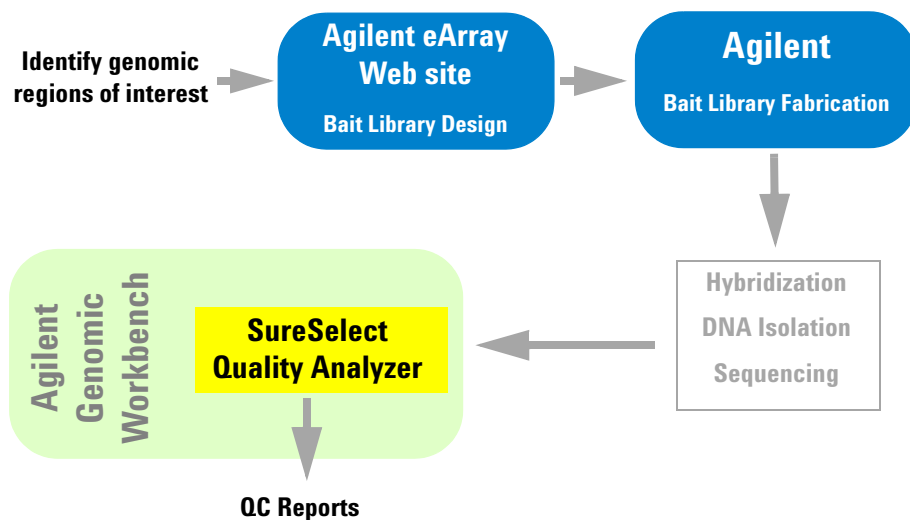 Identify genomic
regions of interest
Agilent eArray
Web site
Bait Library Design
Agilent
Bait Library Fabrication
Hybridization
DNA Isolation
Sequencing
Agilent
Genomic
Workbench
SureSelect
Quality Analyzer
QC Reports